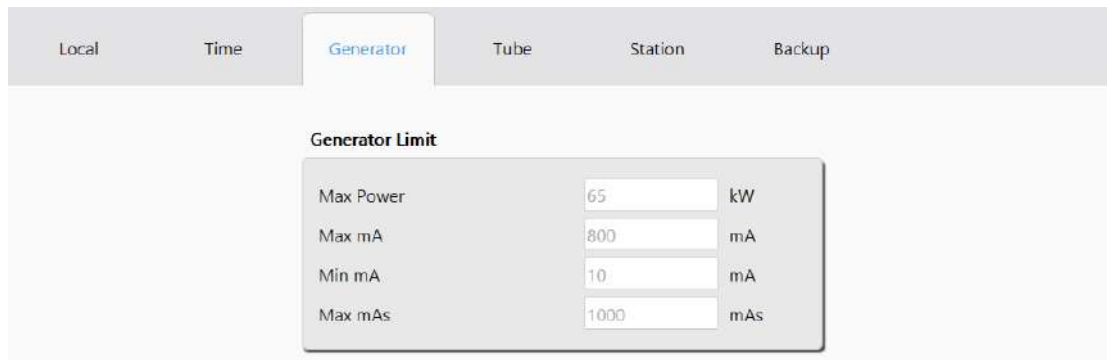 Local Time Generator Tube Station Backup
Generator Limit
Max Power 65 kW
Max mA 800 mA
Min mA 10 mA
Max mAs 1000 mAs